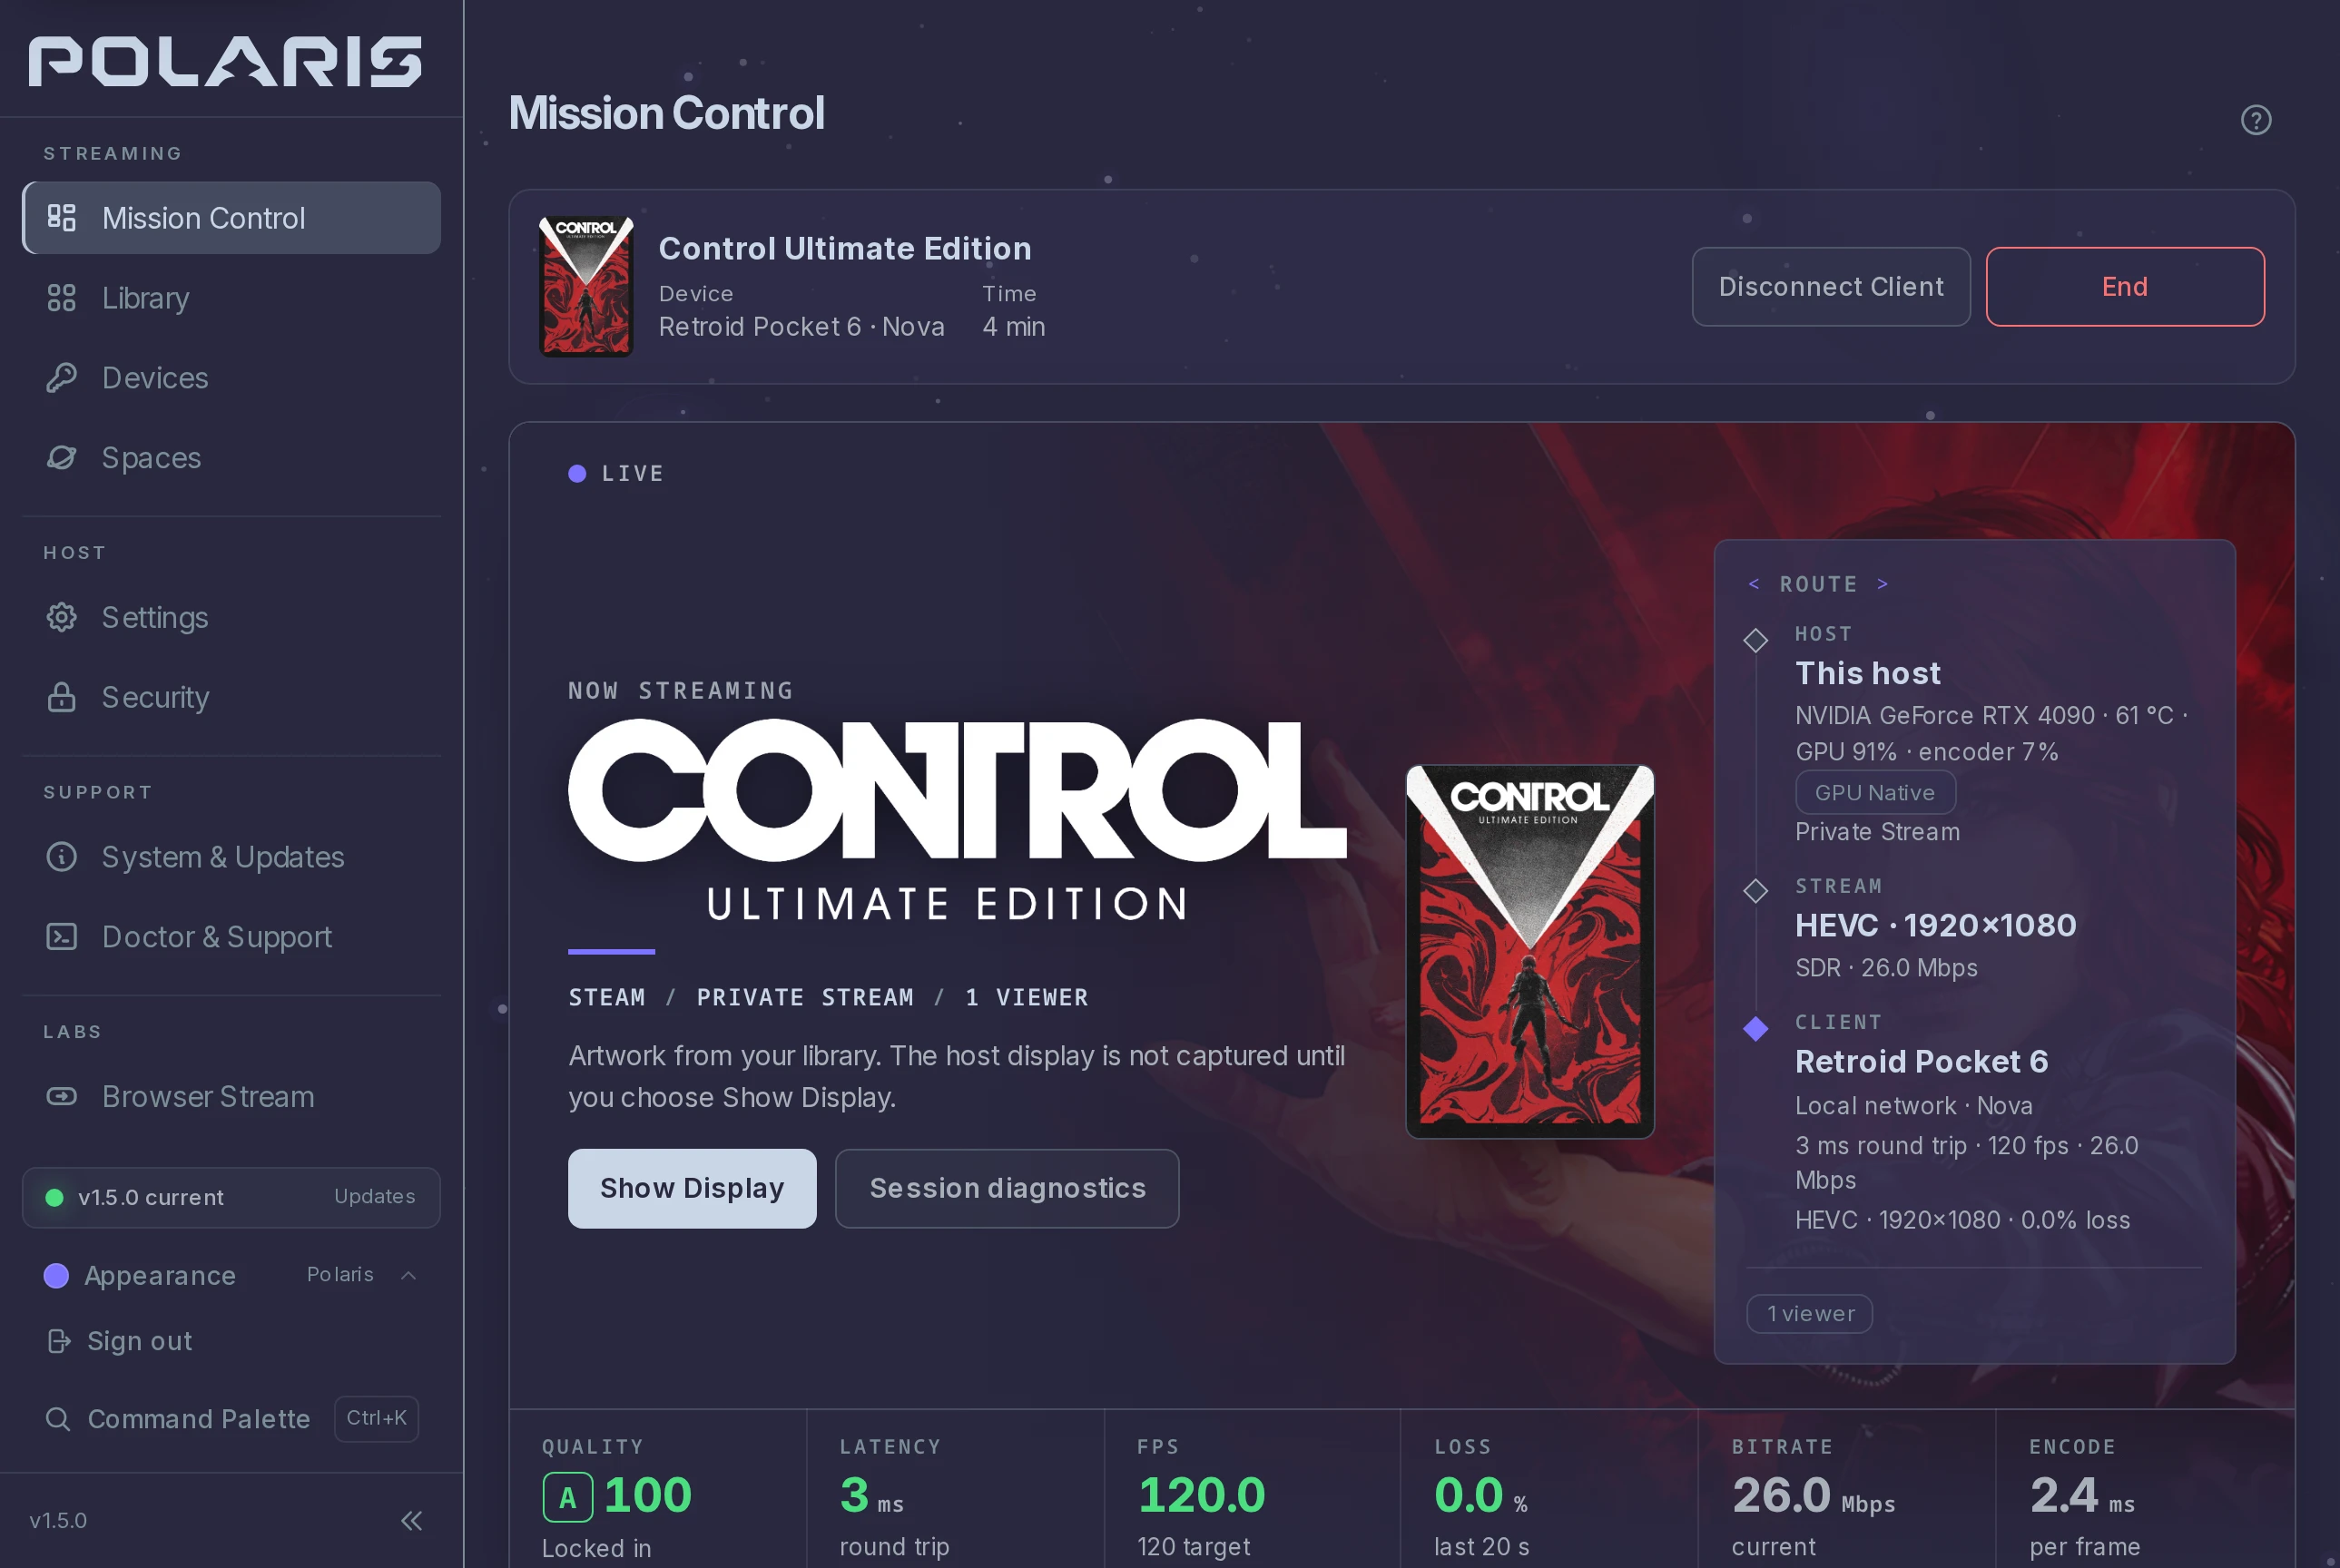 POLARIS
STREAMING
Mission Control
Library
Devices
Spaces
HOST
Settings
Security
SUPPORT
System & Updates
Doctor & Support
LABS
Browser Stream
v1.5.0 current
Updates
Appearance
Polaris
Sign out
Command Palette
Ctrl+K
v1.5.0
Mission Control
CONTROL
ULTIMATE EDITION
Control Ultimate Edition
Device
Time
Retroid Pocket 6 · Nova
4 min
Disconnect Client
End
LIVE
NOW STREAMING
CONTROL
ULTIMATE EDITION
STEAM / PRIVATE STREAM / 1 VIEWER
Artwork from your library. The host display is not captured until
you choose Show Display.
Show Display
Session diagnostics
CONTROL
ULTIMATE EDITION
< ROUTE >
HOST
This host
NVIDIA GeForce RTX 4090 · 61 °C ·
GPU 91% · encoder 7%
GPU Native
Private Stream
STREAM
HEVC · 1920×1080
SDR · 26.0 Mbps
CLIENT
Retroid Pocket 6
Local network · Nova
3 ms round trip · 120 fps · 26.0
Mbps
HEVC · 1920×1080 · 0.0% loss
1 viewer
QUALITY
A 100
Locked in
LATENCY
3 ms
round trip
FPS
120.0
120 target
LOSS
0.0 %
last 20 s
BITRATE
26.0 Mbps
current
ENCODE
2.4 ms
per frame